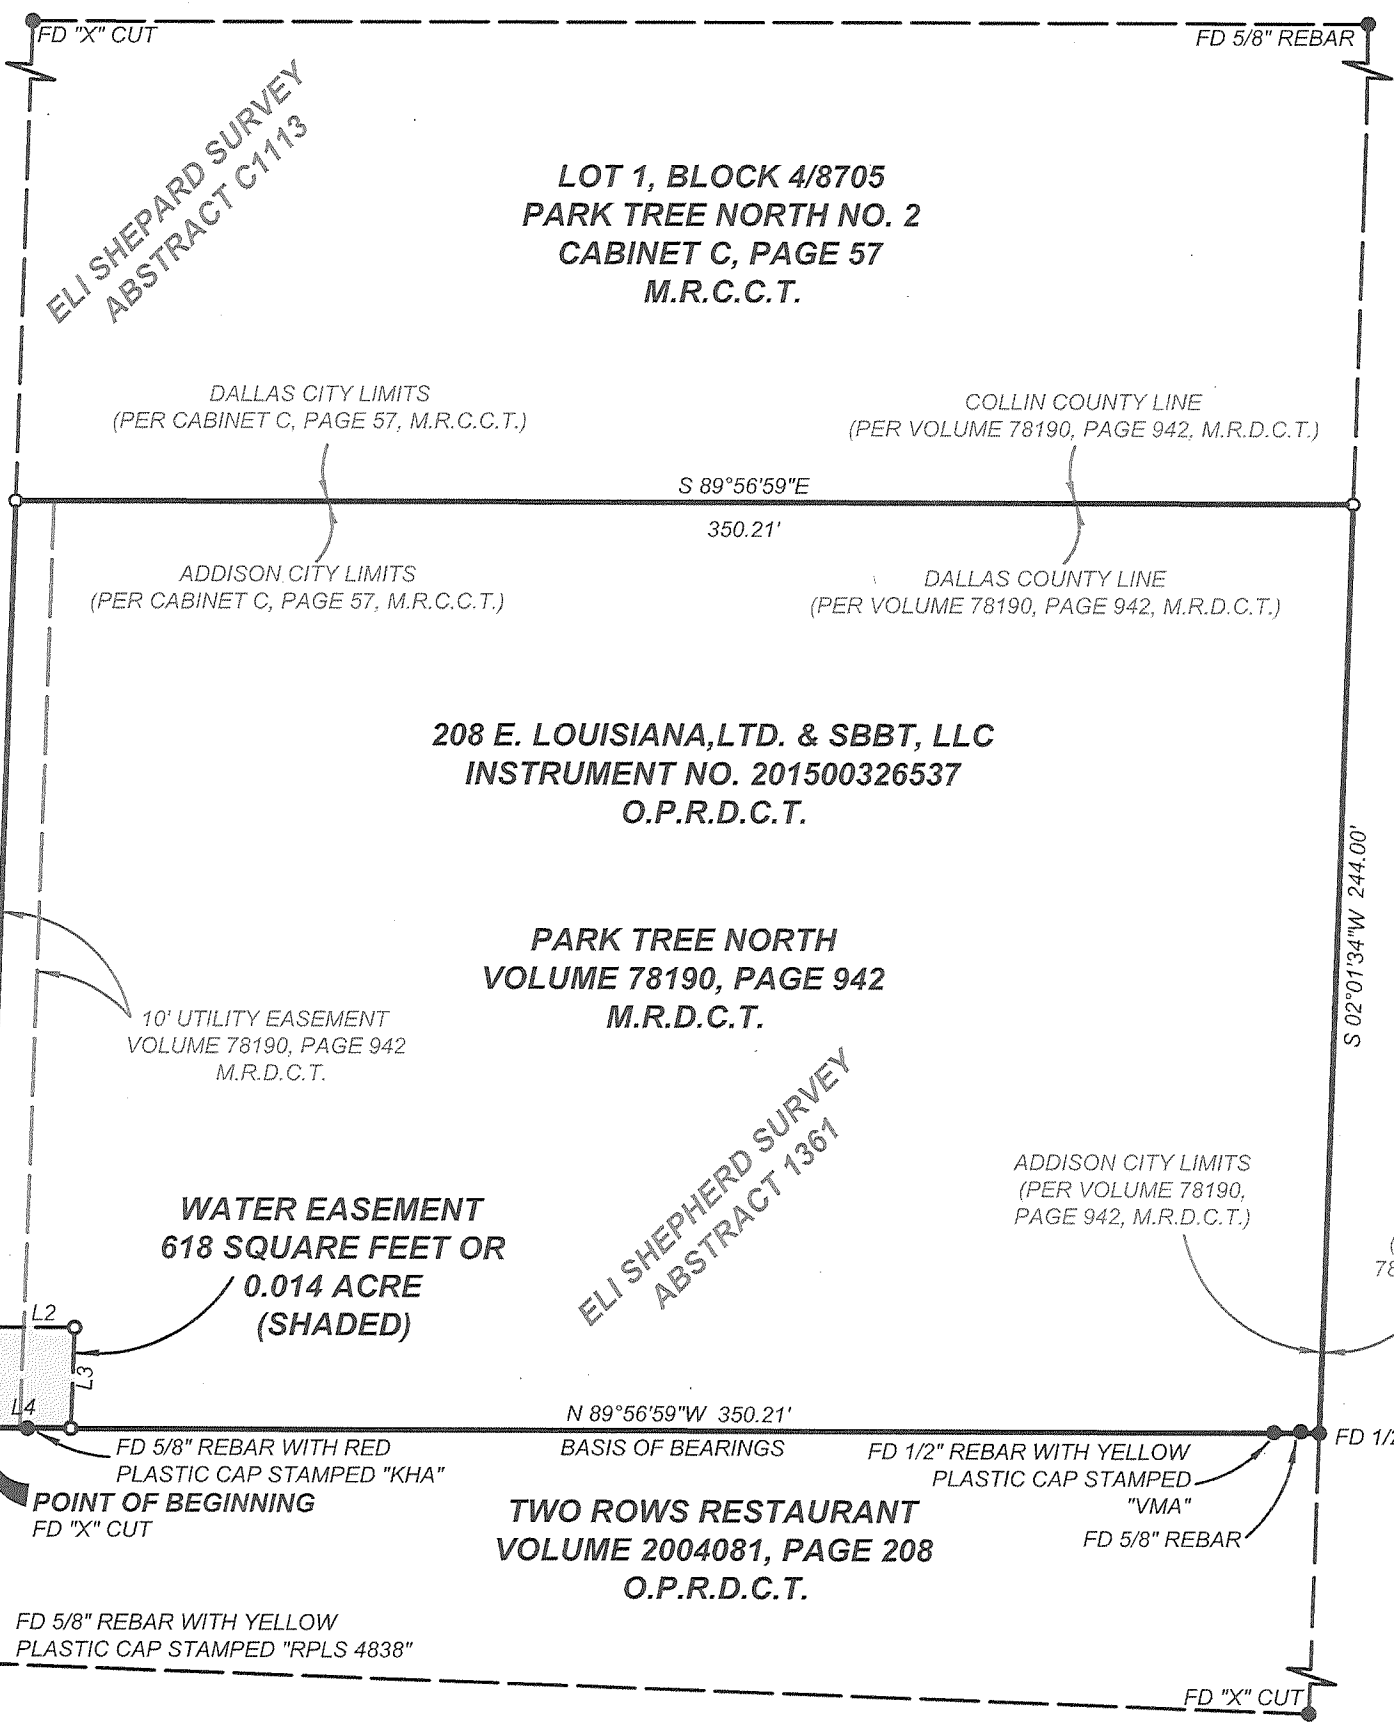 FD "X" CUT
FD 5/8" REBAR
ELI SHEPARD SURVEY
ABSTRACT C1113
LOT 1, BLOCK 4/8705
PARK TREE NORTH NO. 2
CABINET C, PAGE 57
M.R.C.C.T.
DALLAS CITY LIMITS
(PER CABINET C, PAGE 57, M.R.C.C.T.)
COLLIN COUNTY LINE
(PER VOLUME 78190, PAGE 942, M.R.D.C.T.)
S 89°56'59"E
350.21'
ADDISON CITY LIMITS
(PER CABINET C, PAGE 57, M.R.C.C.T.)
DALLAS COUNTY LINE
(PER VOLUME 78190, PAGE 942, M.R.D.C.T.)
208 E. LOUISIANA,LTD. & SBBT, LLC
INSTRUMENT NO. 201500326537
O.P.R.D.C.T.
S 02°01'34"W 244.00'
PARK TREE NORTH
VOLUME 78190, PAGE 942
M.R.D.C.T.
10' UTILITY EASEMENT
VOLUME 78190, PAGE 942
M.R.D.C.T.
ELI SHEPHERD SURVEY
ABSTRACT 1361
ADDISON CITY LIMITS
(PER VOLUME 78190,
PAGE 942, M.R.D.C.T.)
(
78
WATER EASEMENT
618 SQUARE FEET OR
0.014 ACRE
(SHADED)
L2
L3
L4
N 89°56'59"W 350.21'
BASIS OF BEARINGS
FD 5/8" REBAR WITH RED
PLASTIC CAP STAMPED "KHA"
POINT OF BEGINNING
FD "X" CUT
FD 1/2" REBAR WITH YELLOW
PLASTIC CAP STAMPED
"VMA"
FD 5/8" REBAR
FD 1/2
TWO ROWS RESTAURANT
VOLUME 2004081, PAGE 208
O.P.R.D.C.T.
FD 5/8" REBAR WITH YELLOW
PLASTIC CAP STAMPED "RPLS 4838"
FD "X" CUT